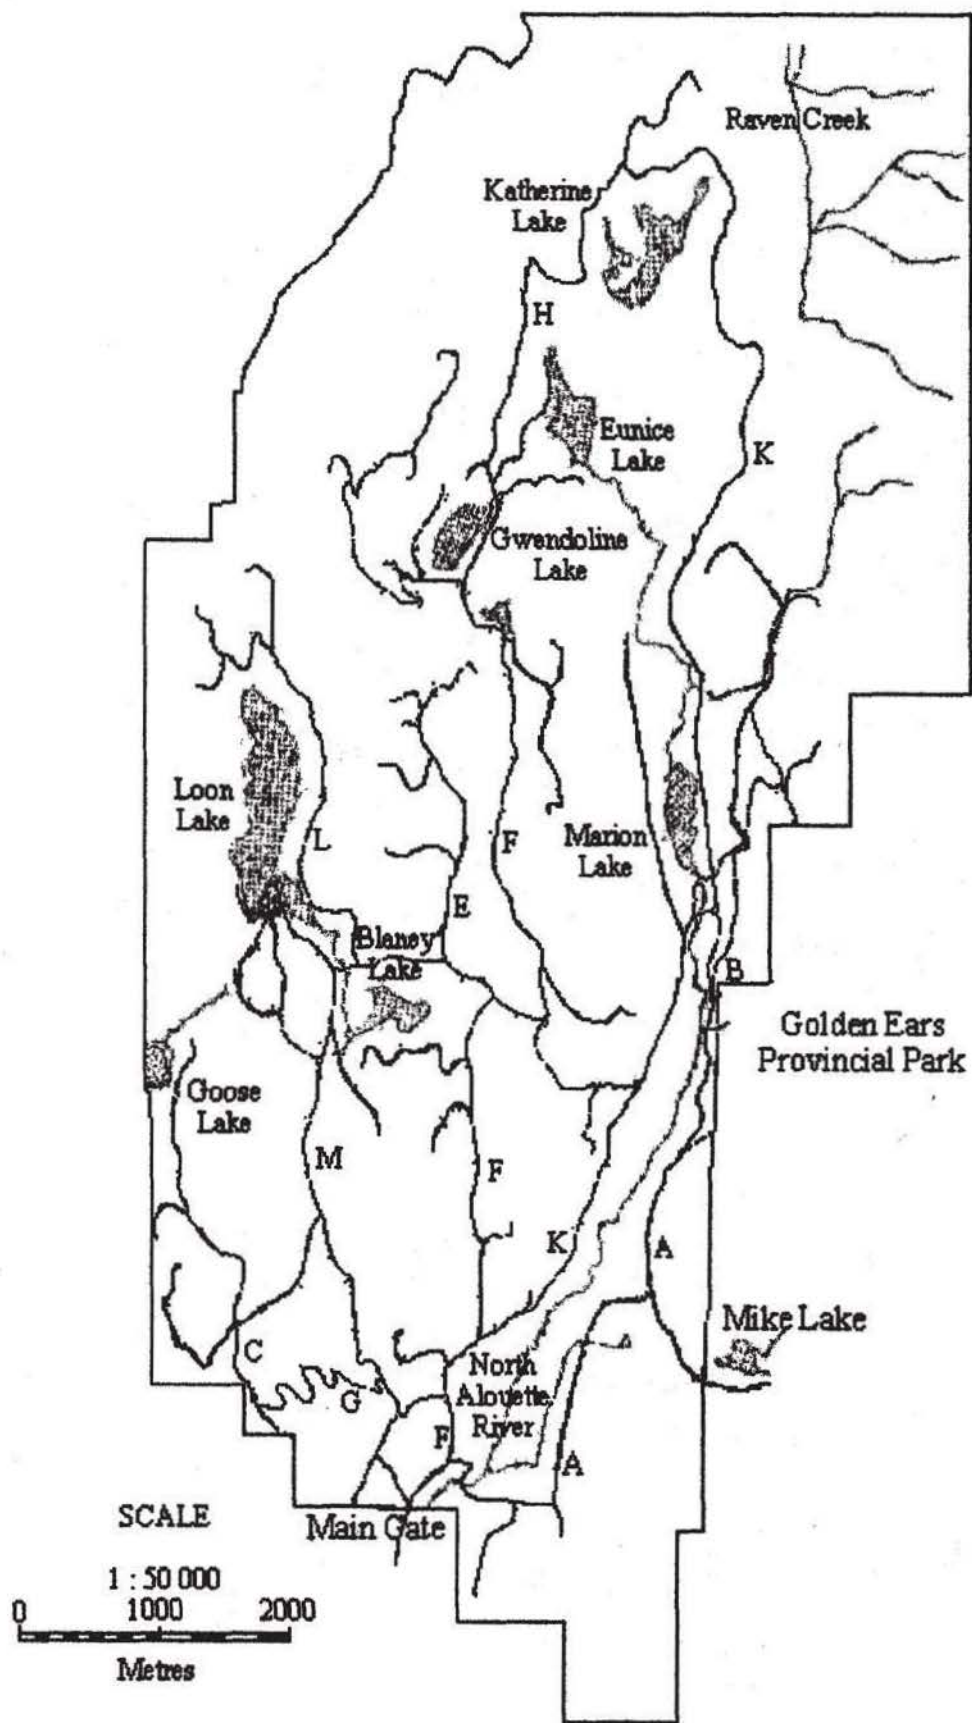 Raven Creek
Katherine
Lake
H
Eunice
Lake
K
Gwendoline
Lake
Loon
Lake
L
F
Marion
Lake
E
Blaney
Lake
B
Golden Ears
Provincial Park
Goose
Lake
M
F
K
A
Mike Lake
C
North
Alouette
River
G
F
A
SCALE
Main Gate
1 : 50 000
0 1000 2000
Metres